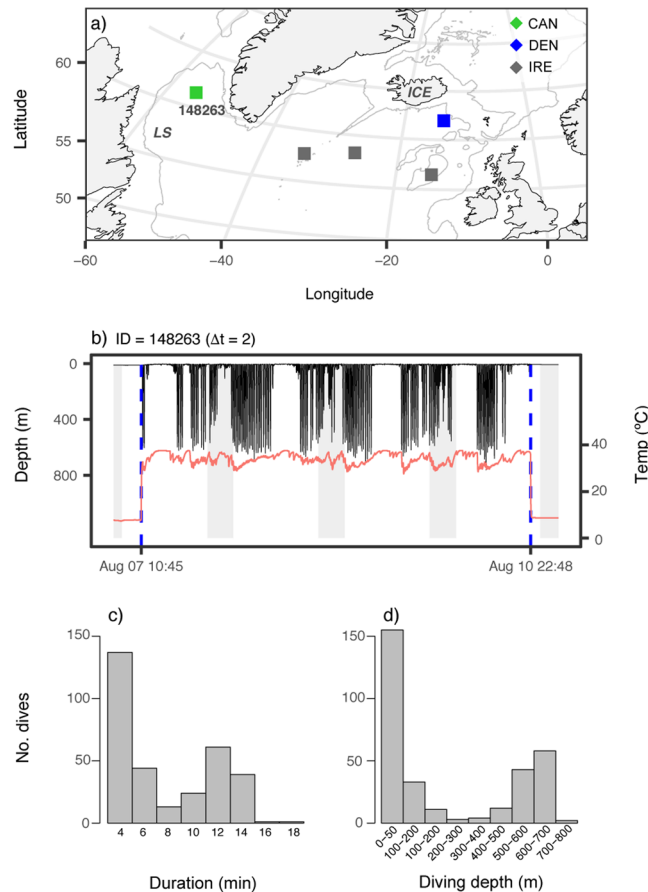 a)
CAN
DEN
IRE
60
55
50
Latitude
ICE
148263
LS
−60
−40
−20
0
Longitude
b) ID = 148263 (Δt = 2)
0
400
800
Depth (m)
40
20
0
Temp (ºC)
Aug 07 10:45
Aug 10 22:48
c)
150
100
50
0
No. dives
4 6 8 10 12 14 16 18
Duration (min)
d)
150
100
50
0
0−50
100−200
100−200
200−300
300−400
400−500
500−600
600−700
700−800
Diving depth (m)